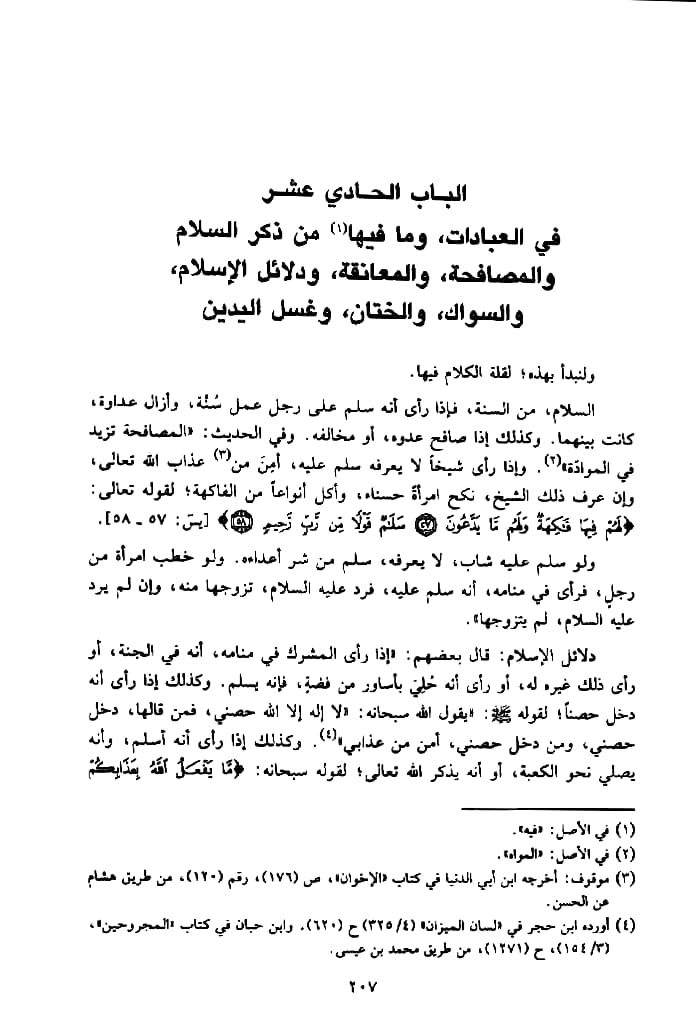 الباب الحادي عشر
في العبادات، وما فيها(١) من ذكر السلام
والمصافحة، والمعانقة، ودلائل الإسلام،
والسواك، والختان، وغسل اليدين
ولنبدأ بهذه؛ لقلة الكلام فيها.
السلام، من السنة، فإذا رأى أنه سلم على رجل عمل سُنَّة، وأزال عداوة،
كانت بينهما. وكذلك إذا صافح عدوه، أو مخالفه. وفي الحديث: «المصافحة تزيد
في الموادّة»(٢). وإذا رأى شيخاً لا يعرفه سلم عليه، أمِنَ من(٣) عذاب الله تعالى،
وإن عرف ذلك الشيخ، نكح امرأةً حسناء، وأكل أنواعاً من الفاكهة؛ لقوله تعالى:
﴿لَهُمْ فِيهَا فَٰكِهَةٌ وَلَهُم مَّا يَدَّعُونَ ۝٥٧ سَلَٰمٌ قَوْلًا مِّن رَّبٍّ رَّحِيمٍ ۝٥٨﴾ [يسَ: ٥٧ ـ ٥٨].
ولو سلم عليه شاب، لا يعرفه، سلم من شر أعداءه. ولو خطب امرأة من
رجلٍ، فرأى في منامه، أنه سلم عليه، فرد عليه السلام، تزوجها منه، وإن لم يرد
عليه السلام، لم يتزوجها».
دلائل الإسلام: قال بعضهم: «إذا رأى المشرك في منامه، أنه في الجنة، أو
رأى ذلك غيره له، أو رأى أنه حُلِيَ بأساور من فضةٍ، فإنه يسلم. وكذلك إذا رأى أنه
دخل حصناً؛ لقوله ﷺ: «يقول الله سبحانه: «لا إله إلا الله حصني، فمن قالها، دخل
حصني، ومن دخل حصني، أمن من عذابي»(٤). وكذلك إذا رأى أنه أسلم، وأنه
يصلي نحو الكعبة، أو أنه يذكر الله تعالى؛ لقوله سبحانه: ﴿مَّا يَفْعَلُ ٱللَّهُ بِعَذَابِكُمْ
(١) في الأصل: «فيه».
(٢) في الأصل: «المواه».
(٣) موقوف: أخرجه ابن أبي الدنيا في كتاب «الإخوان»، ص (١٧٦)، رقم (١٢٠)، من طريق هشام
عن الحسن.
(٤) أورده ابن حجر في «لسان الميزان» (٤/ ٣٢٥) ح (٦٢٠). وابن حبان في كتاب «المجروحين»،
(٣/ ١٥٤)، ح (١٢٧١)، من طريق محمد بن عيسى.
٢٠٧